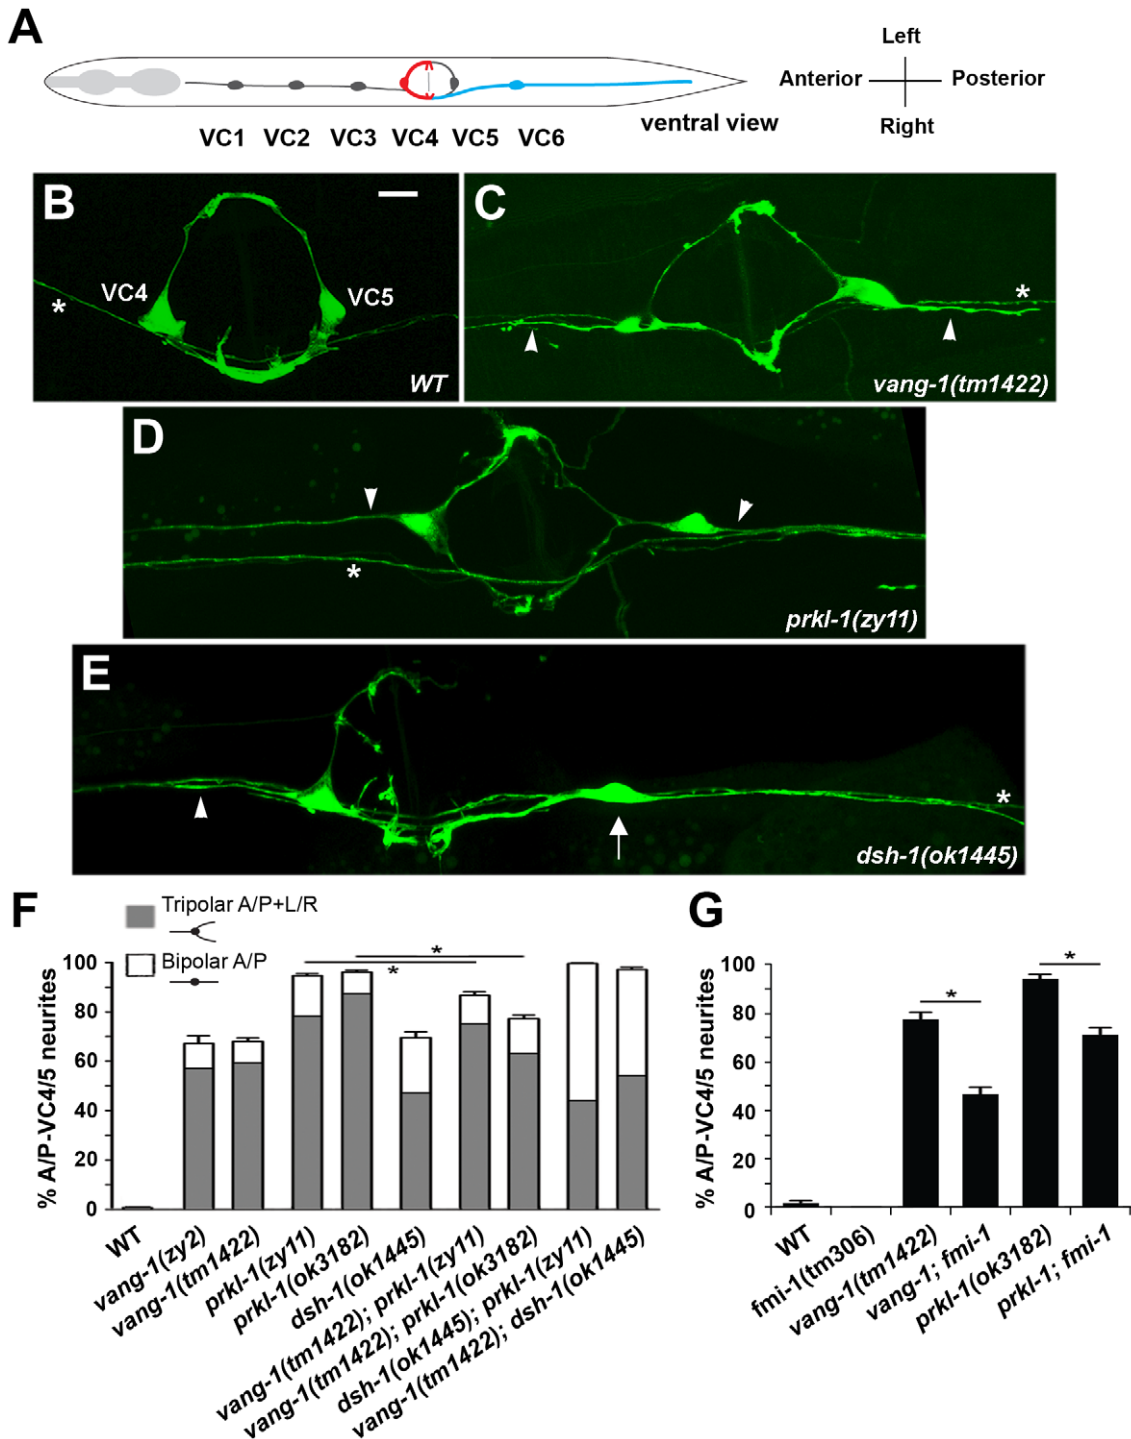 A
VC1 VC2 VC3 VC4 VC5 VC6
ventral view
Left
Anterior Posterior
Right
B
VC4
VC5
*
WT
C
*
vang-1(tm1422)
D
*
prkl-1(zy11)
E
*
dsh-1(ok1445)
F
Tripolar A/P+L/R
Bipolar A/P
% A/P-VC4/5 neurites
100
80
60
40
20
0
*
*
WT
vang-1(zy2)
vang-1(tm1422)
prkl-1(zy11)
prkl-1(ok3182)
dsh-1(ok1445)
vang-1(tm1422); prkl-1(zy11)
vang-1(tm1422); prkl-1(ok3182)
dsh-1(ok1445); prkl-1(zy11)
vang-1(tm1422); dsh-1(ok1445)
G
% A/P-VC4/5 neurites
100
80
60
40
20
0
*
*
WT
fmi-1(tm306)
vang-1(tm1422)
vang-1; fmi-1
prkl-1(ok3182)
prkl-1; fmi-1